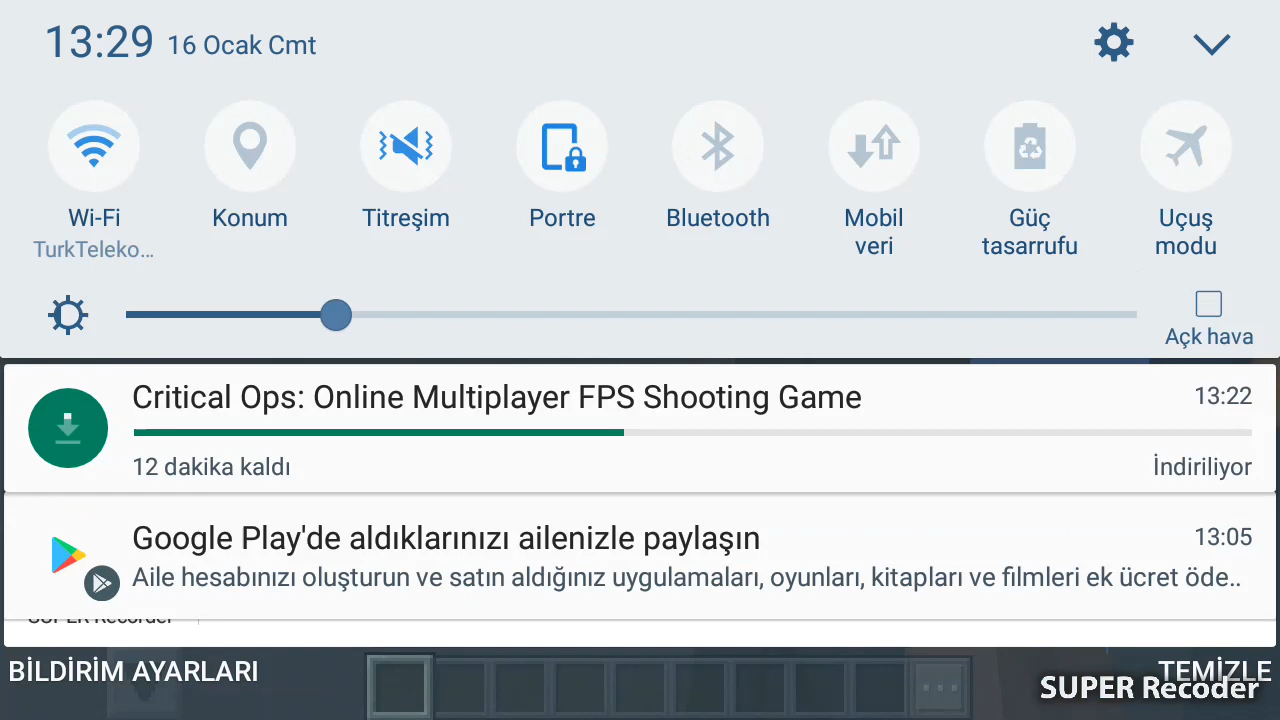 13:29 16 Ocak Cmt
Wi-Fi Konum Titreşim Portre Bluetooth Mobil veri Güç tasarrufu Uçuş modu
TurkTeleko...
Açk hava
Critical Ops: Online Multiplayer FPS Shooting Game 13:22
12 dakika kaldı İndiriliyor
Google Play'de aldıklarınızı ailenizle paylaşın 13:05
Aile hesabınızı oluşturun ve satın aldığınız uygulamaları, oyunları, kitapları ve filmleri ek ücret öde..
SUPER Recorder
BİLDİRİM AYARLARI TEMİZLE
SUPER Recoder